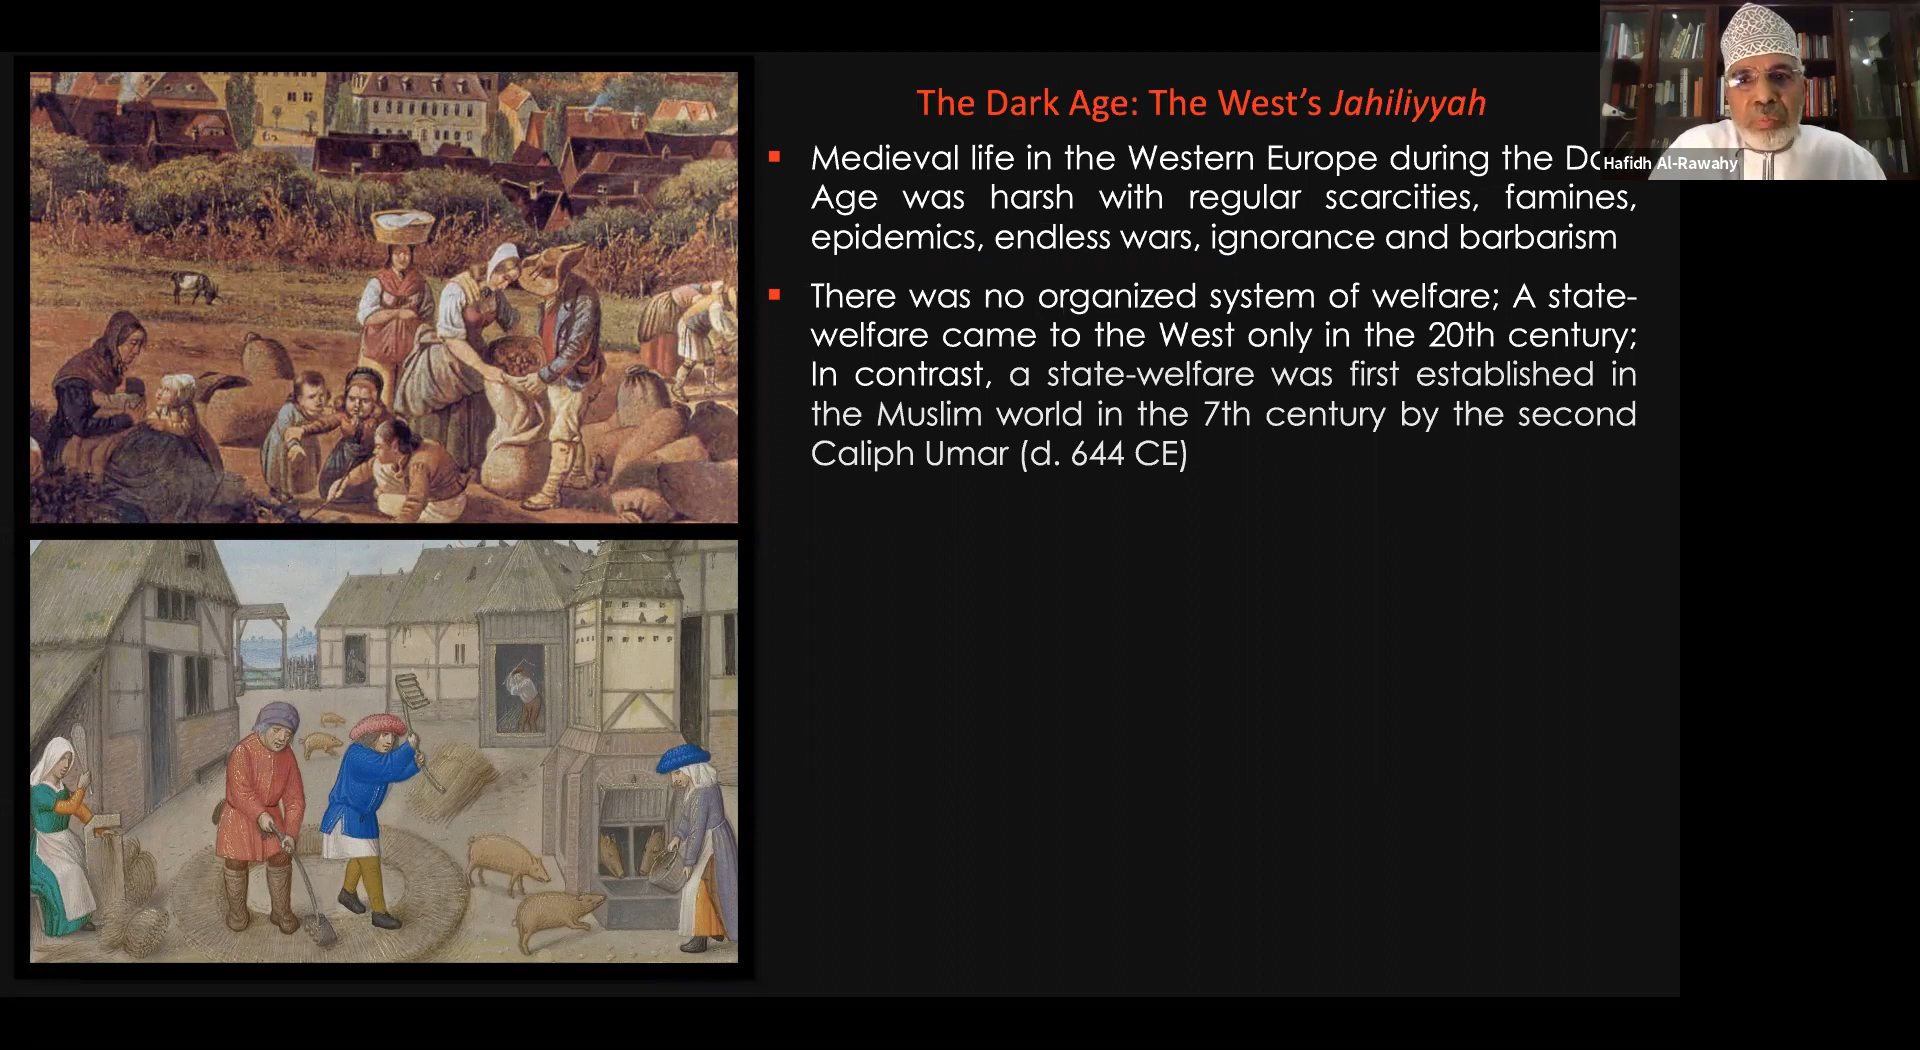 The Dark Age: The West's Jahiliyyah
▪ Medieval life in the Western Europe during the
Age was harsh with regular scarcities, famines,
epidemics, endless wars, ignorance and barbarism
▪ There was no organized system of welfare; A state-
welfare came to the West only in the 20th century;
In contrast, a state-welfare was first established in
the Muslim world in the 7th century by the second
Caliph Umar (d. 644 CE)
Hafidh Al-Rawahy